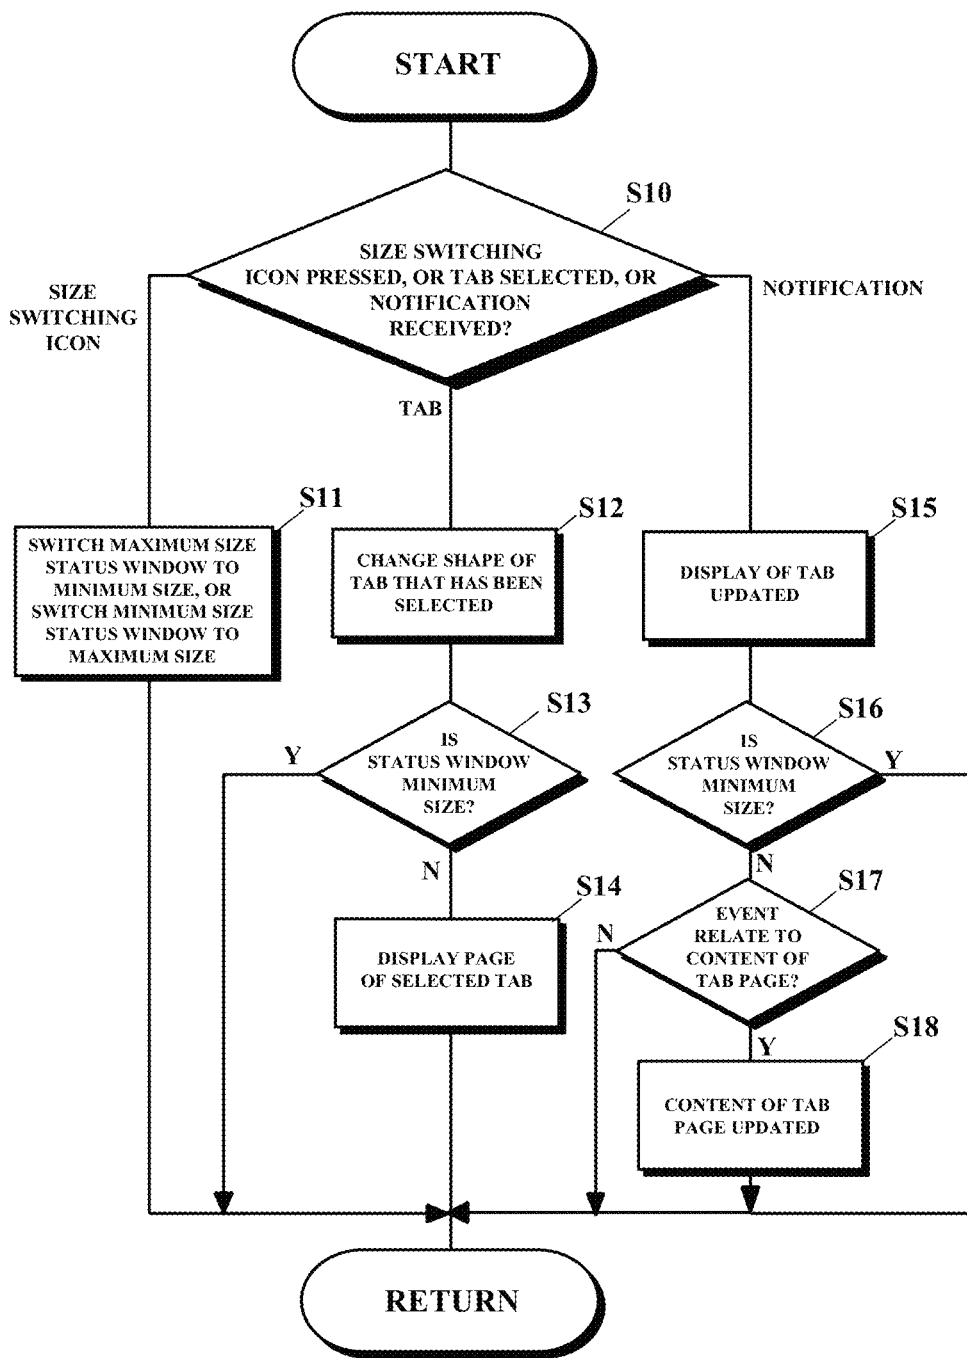 START
S10
SIZE SWITCHING
ICON PRESSED, OR TAB SELECTED, OR
NOTIFICATION
RECEIVED?
SIZE
SWITCHING
ICON
NOTIFICATION
TAB
S11
SWITCH MAXIMUM SIZE
STATUS WINDOW TO
MINIMUM SIZE, OR
SWITCH MINIMUM SIZE
STATUS WINDOW TO
MAXIMUM SIZE
S12
CHANGE SHAPE OF
TAB THAT HAS BEEN
SELECTED
S15
DISPLAY OF TAB
UPDATED
S13
IS
STATUS WINDOW
MINIMUM
SIZE?
Y
N
S16
IS
STATUS WINDOW
MINIMUM
SIZE?
Y
N
S14
DISPLAY PAGE
OF SELECTED TAB
S17
EVENT
RELATE TO
CONTENT OF
TAB PAGE?
N
Y
S18
CONTENT OF TAB
PAGE UPDATED
RETURN